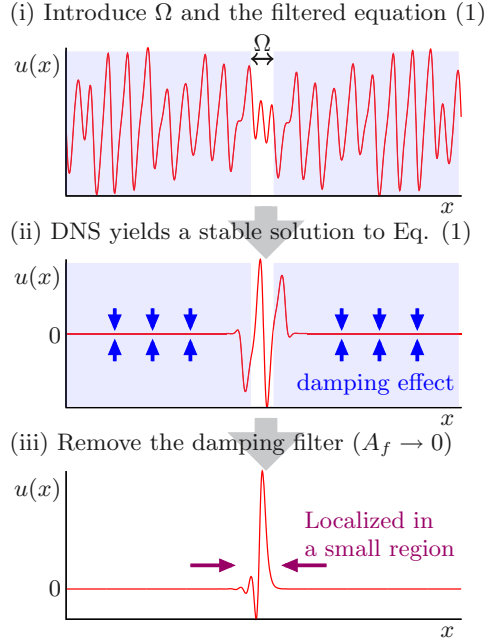 (i) Introduce Ω and the filtered equation (1)
u(x)
Ω
x
(ii) DNS yields a stable solution to Eq. (1)
u(x)
0
damping effect
x
(iii) Remove the damping filter (A_f → 0)
u(x)
Localized in
a small region
0
x